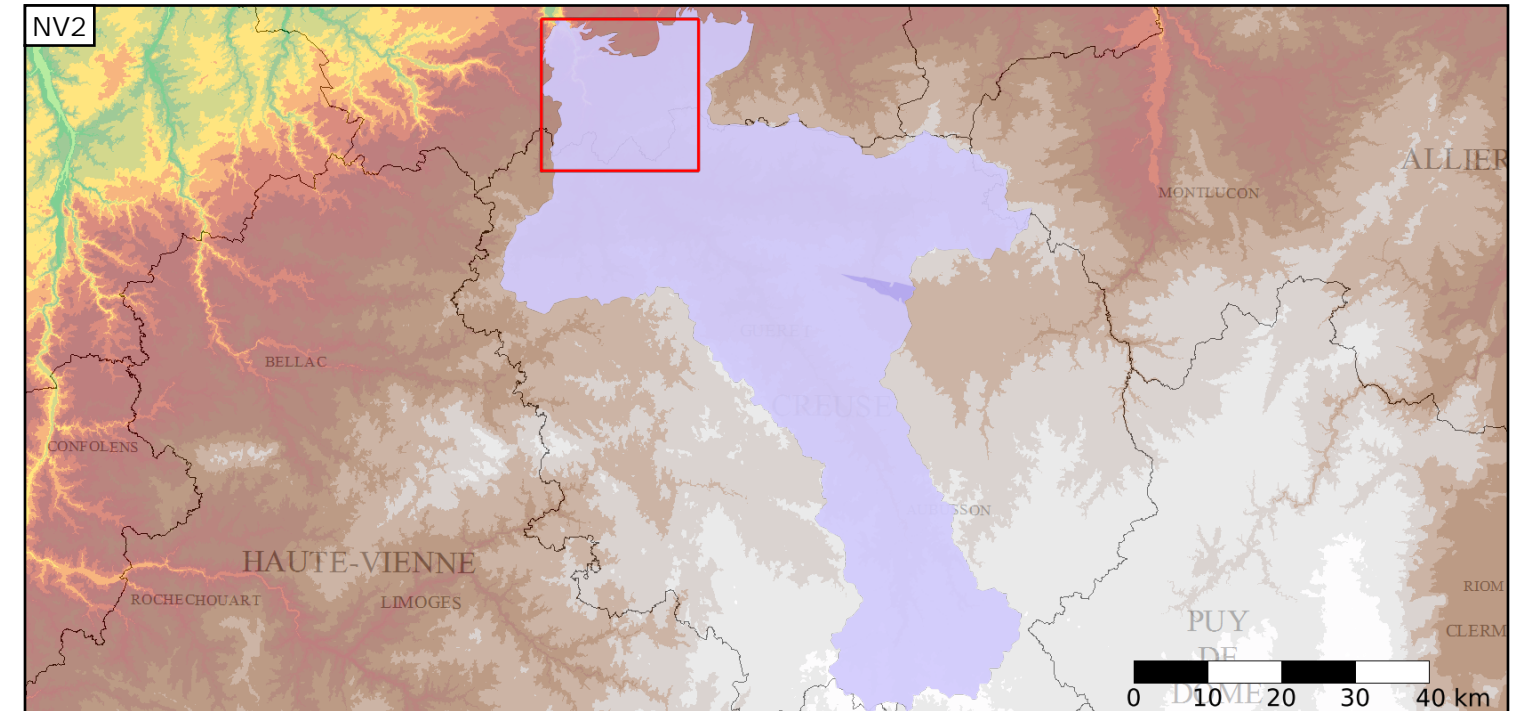 NV2
ALLIER
MONTLUCON
GUERET
BELLAC
CREUSE
CONFOLENS
SSON
HAUTE-VIENNE
RIOM
ROCHECHOUART
LIMOGES
PUY
CLERM
DE
DOME
0 10 20 30 40 km